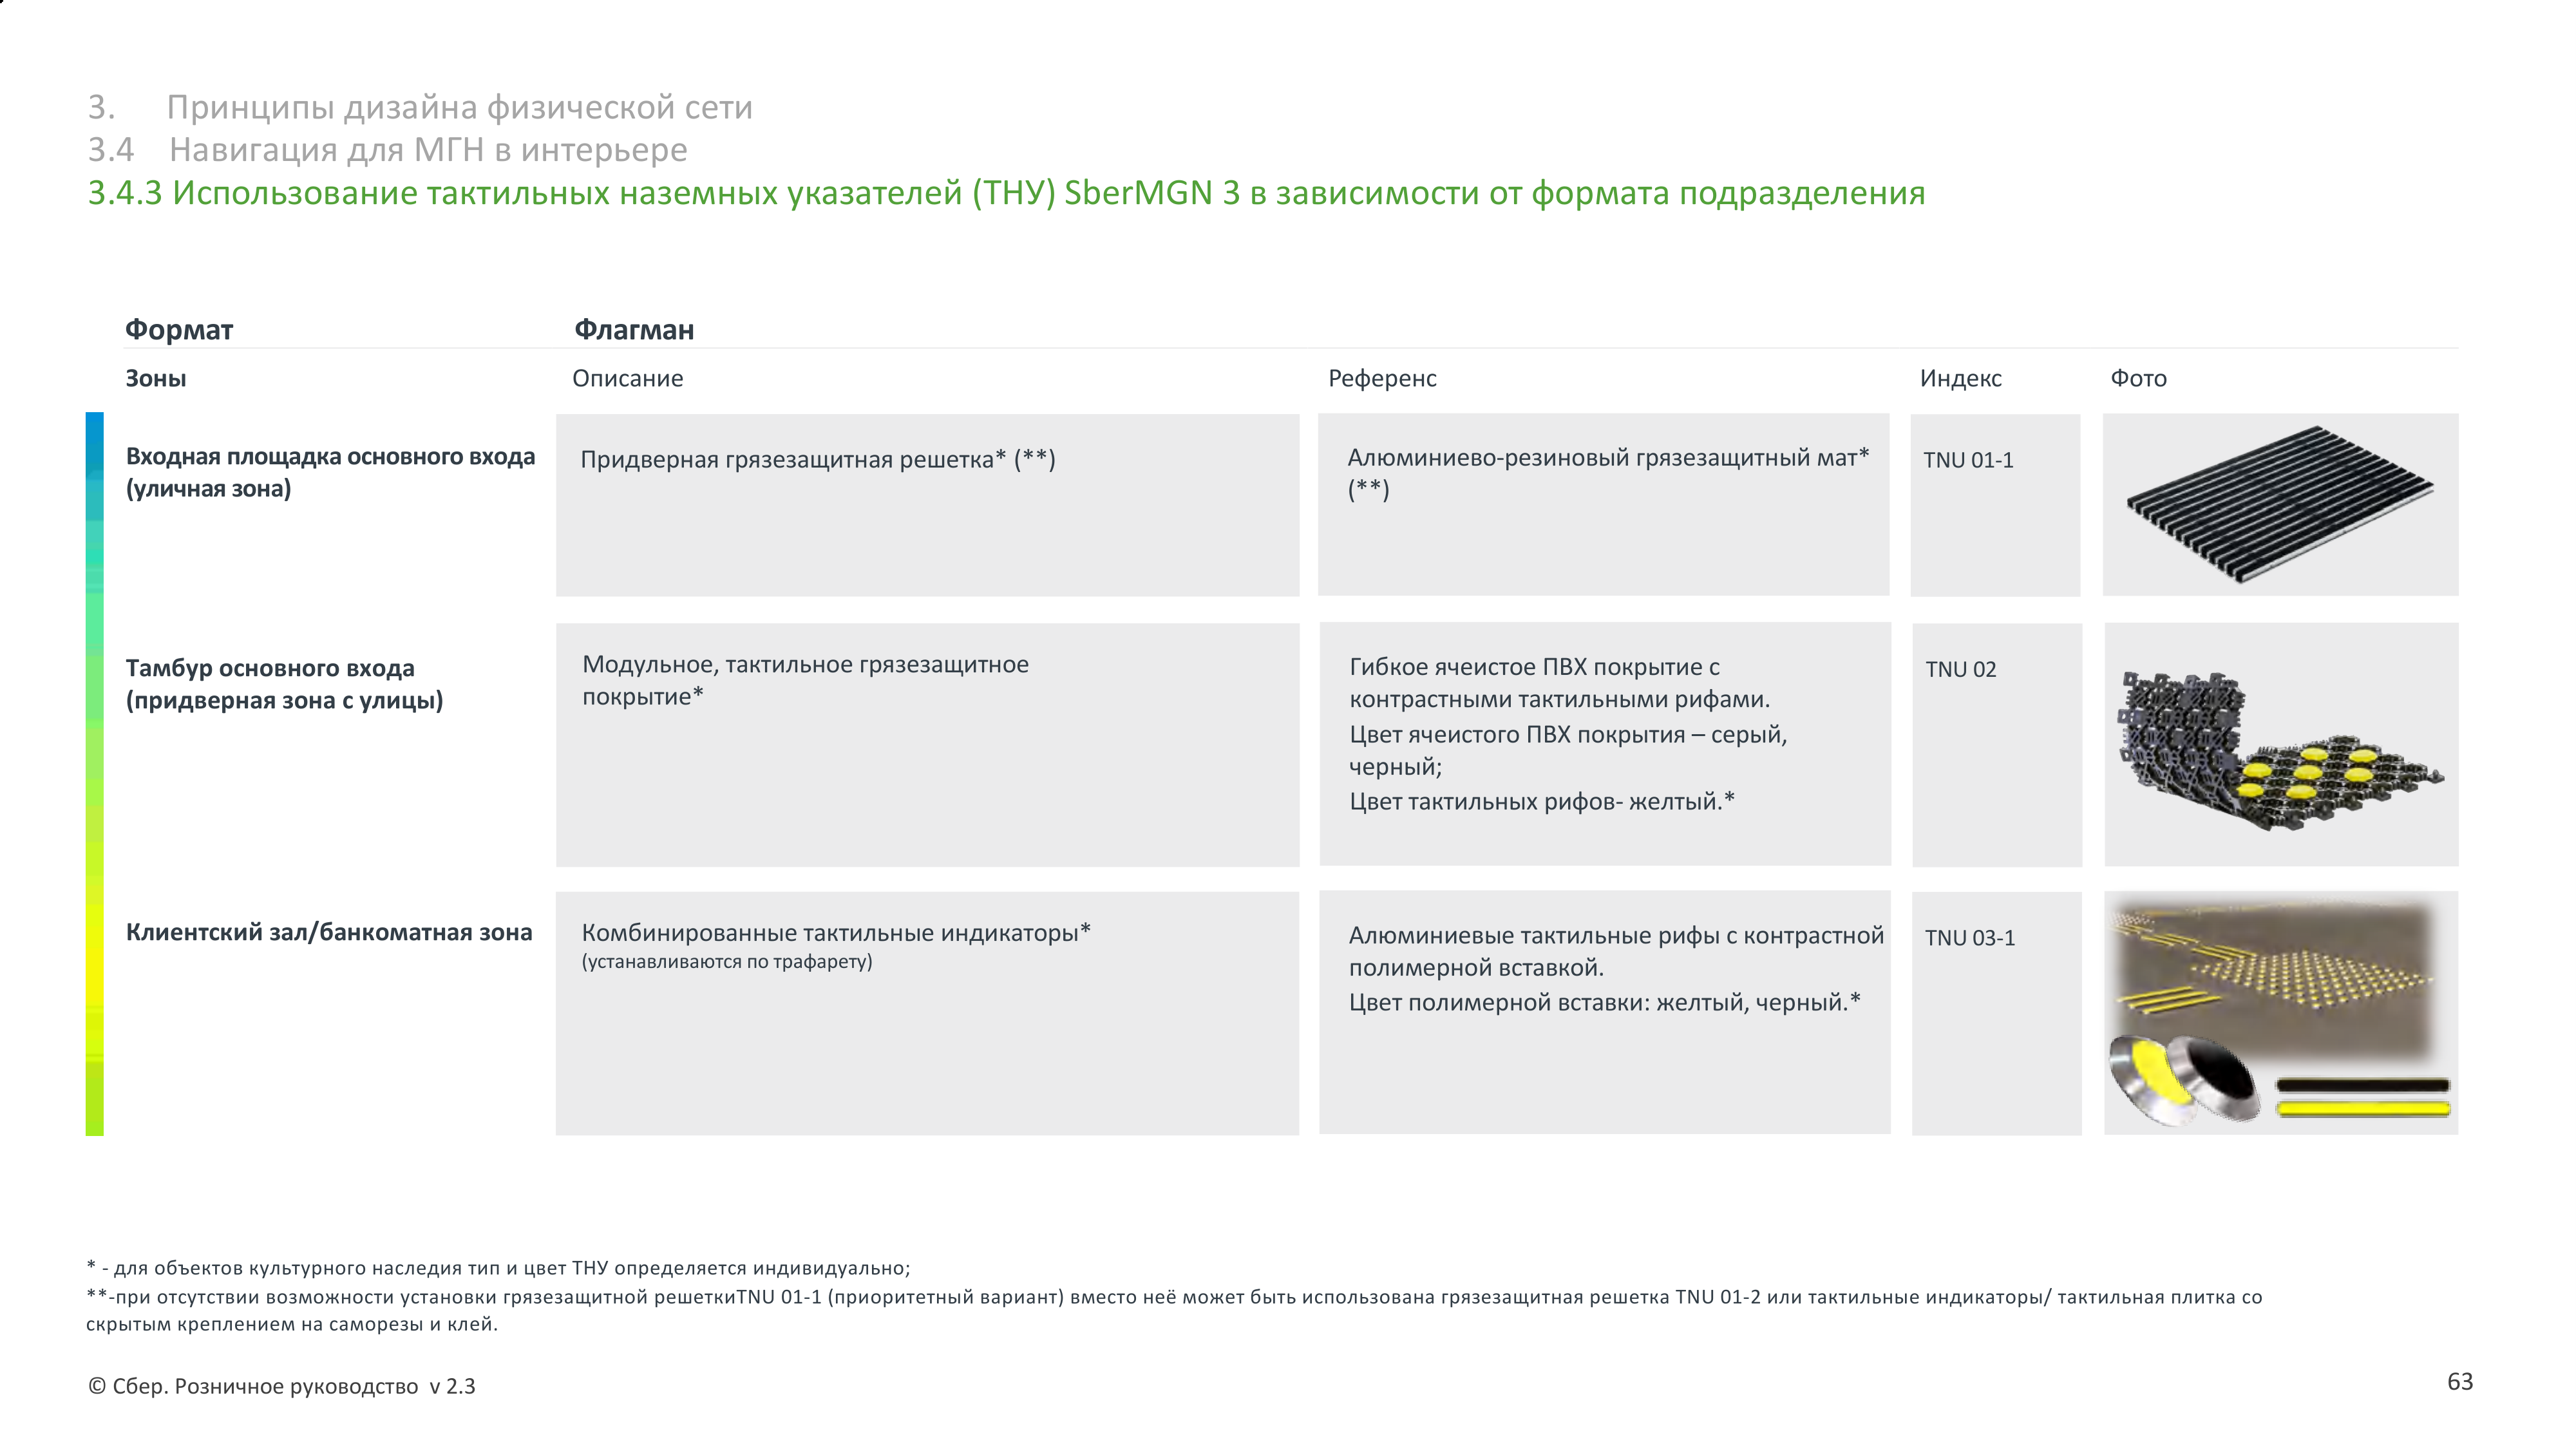 3. Принципы дизайна физической сети
3.4 Навигация для МГН в интерьере
3.4.3 Использование тактильных наземных указателей (ТНУ) SberMGN 3 в зависимости от формата подразделения
Формат Флагман
Зоны Описание Референс Индекс Фото
Входная площадка основного входа
(уличная зона)
Придверная грязезащитная решетка* (**)
Алюминиево-резиновый грязезащитный мат*
(**)
TNU 01-1
Тамбур основного входа
(придверная зона с улицы)
Модульное, тактильное грязезащитное
покрытие*
Гибкое ячеистое ПВХ покрытие с
контрастными тактильными рифами.
Цвет ячеистого ПВХ покрытия – серый,
черный;
Цвет тактильных рифов- желтый.*
TNU 02
Клиентский зал/банкоматная зона
Комбинированные тактильные индикаторы*
(устанавливаются по трафарету)
Алюминиевые тактильные рифы с контрастной
полимерной вставкой.
Цвет полимерной вставки: желтый, черный.*
TNU 03-1
* - для объектов культурного наследия тип и цвет ТНУ определяется индивидуально;
**-при отсутствии возможности установки грязезащитной решеткиTNU 01-1 (приоритетный вариант) вместо неё может быть использована грязезащитная решетка TNU 01-2 или тактильные индикаторы/ тактильная плитка со
скрытым креплением на саморезы и клей.
© Сбер. Розничное руководство v 2.3
63